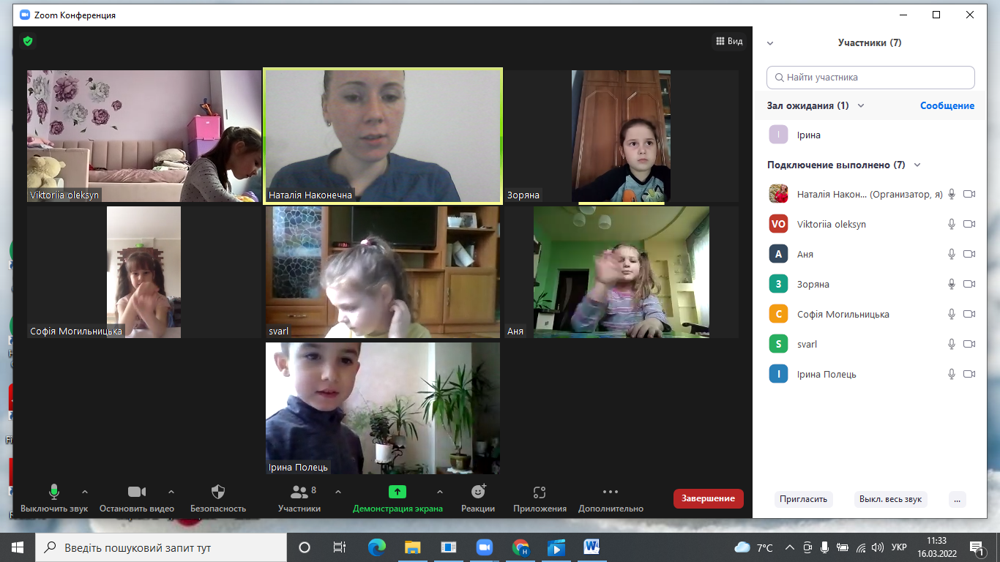 Zoom Конференция
Вид
Viktoriia oleksyn
Наталія Наконечна
Зоряна
Софія Могильницька
svarl
Аня
Ірина Полець
Участники (7)
Найти участника
Зал ожидания (1)
Сообщение
І
Ірина
Подключение выполнено (7)
Наталія Након... (Организатор, я)
VO
Viktoriia oleksyn
А
Аня
З
Зоряна
С
Софія Могильницька
S
svarl
І
Ірина Полець
Выключить звук
Остановить видео
Безопасность
Участники
8
Демонстрация экрана
Реакции
Приложения
Дополнительно
Завершение
Пригласить
Выкл. весь звук
...
Введіть пошуковий запит тут
7°C
УКР
11:33
16.03.2022
1